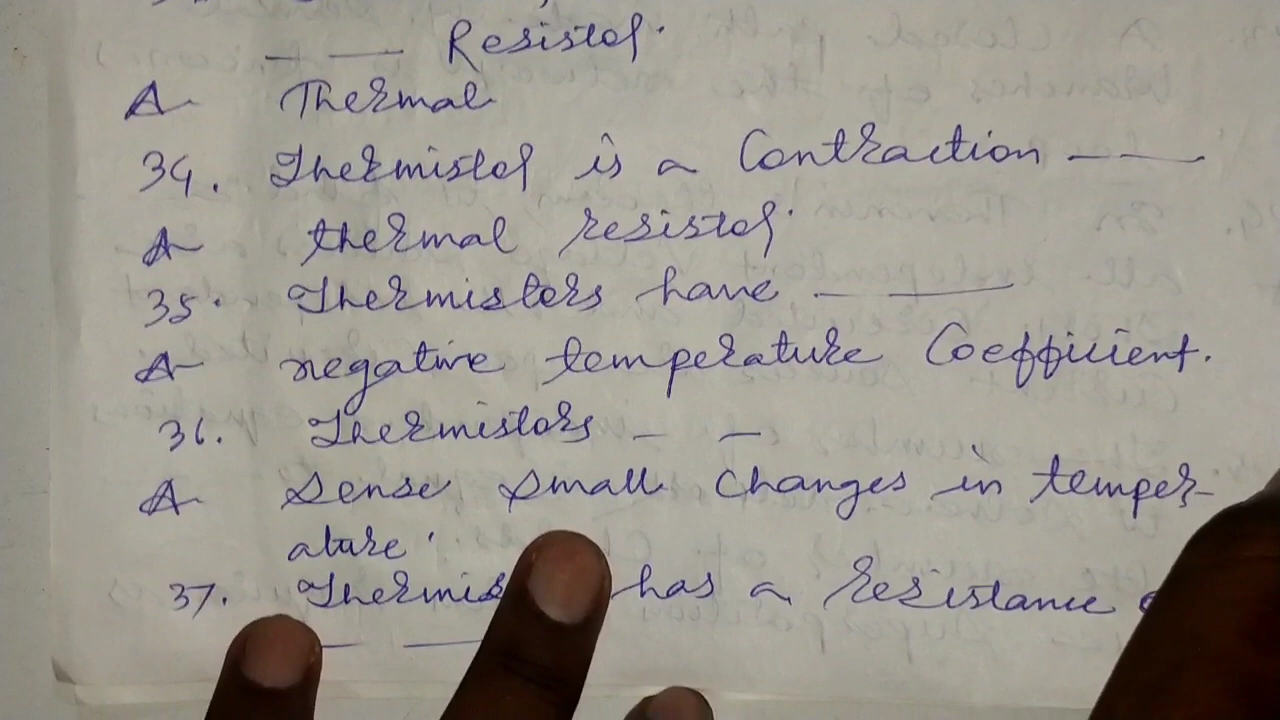 — — Resistor.
A Thermal
34. Thermistor is a Contraction — —
A thermal resistor.
35. Thermistors have — —
A negative temperature Coefficient.
36. Thermistors — —
A Sense small changes in temper-
ature.
37. has a resistance
— —